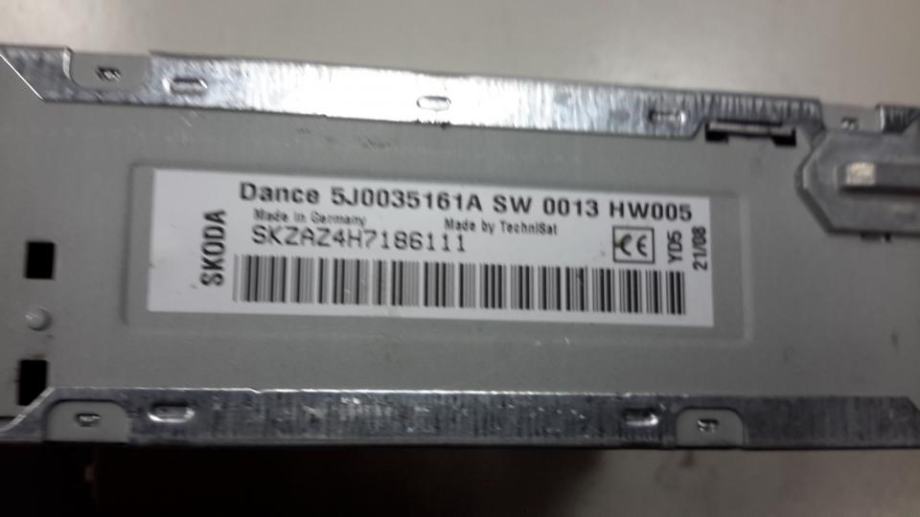 Dance 5J0035161A SW 0013 HW005
Made in Germany Made by TechniSat
SKZAZ4H7186111
SKODA
CE
YD5
21/08